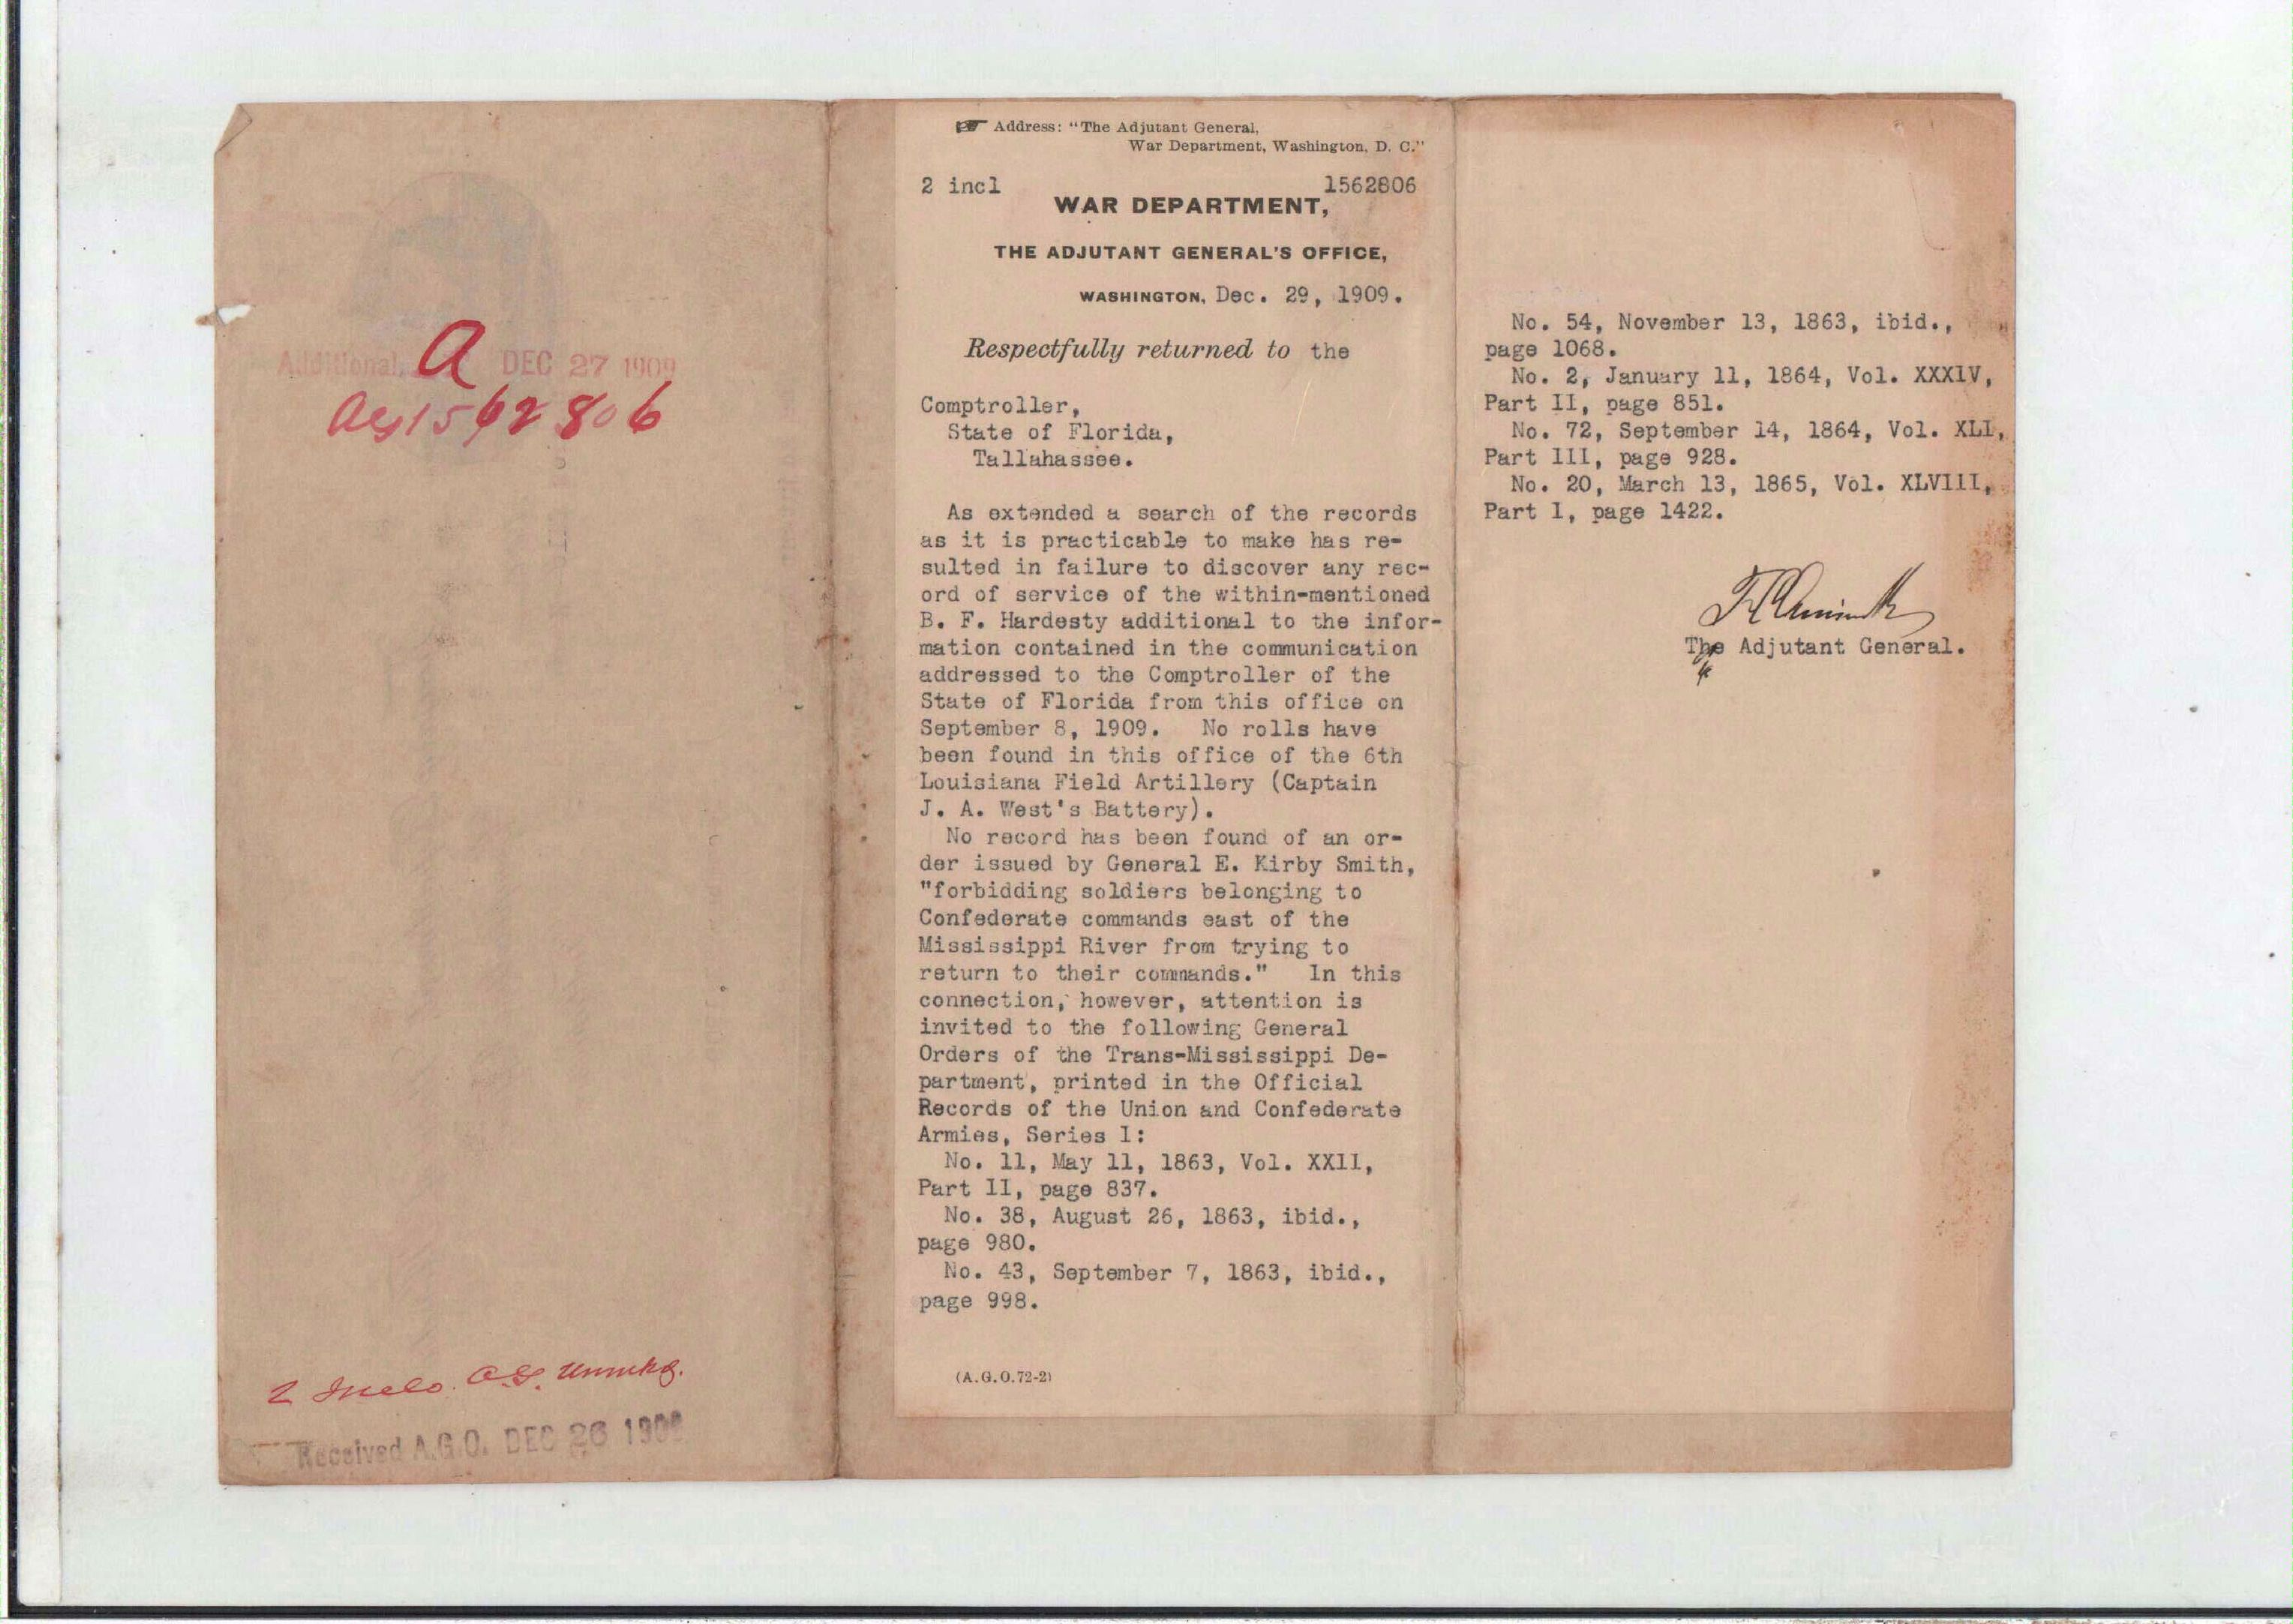 Additional. A DEC 27 1909
1562806
2 Incls.
Received A.G.O. DEC 26 1909
Address: "The Adjutant General,
War Department, Washington, D. C."
2 incl 1562806
WAR DEPARTMENT,
THE ADJUTANT GENERAL'S OFFICE,
WASHINGTON, Dec. 29, 1909.
Respectfully returned to the
Comptroller,
State of Florida,
Tallahassee.
As extended a search of the records
as it is practicable to make has re-
sulted in failure to discover any rec-
ord of service of the within-mentioned
B. F. Hardesty additional to the infor-
mation contained in the communication
addressed to the Comptroller of the
State of Florida from this office on
September 8, 1909. No rolls have
been found in this office of the 6th
Louisiana Field Artillery (Captain
J. A. West's Battery).
No record has been found of an or-
der issued by General E. Kirby Smith,
"forbidding soldiers belonging to
Confederate commands east of the
Mississippi River from trying to
return to their commands." In this
connection, however, attention is
invited to the following General
Orders of the Trans-Mississippi De-
partment, printed in the Official
Records of the Union and Confederate
Armies, Series I:
No. 11, May 11, 1863, Vol. XXII,
Part II, page 837.
No. 38, August 26, 1863, ibid.,
page 980.
No. 43, September 7, 1863, ibid.,
page 998.
(A.G.O.72-2)
No. 54, November 13, 1863, ibid.,
page 1068.
No. 2, January 11, 1864, Vol. XXXIV,
Part II, page 851.
No. 72, September 14, 1864, Vol. XLI,
Part III, page 928.
No. 20, March 13, 1865, Vol. XLVIII,
Part I, page 1422.
The Adjutant General.